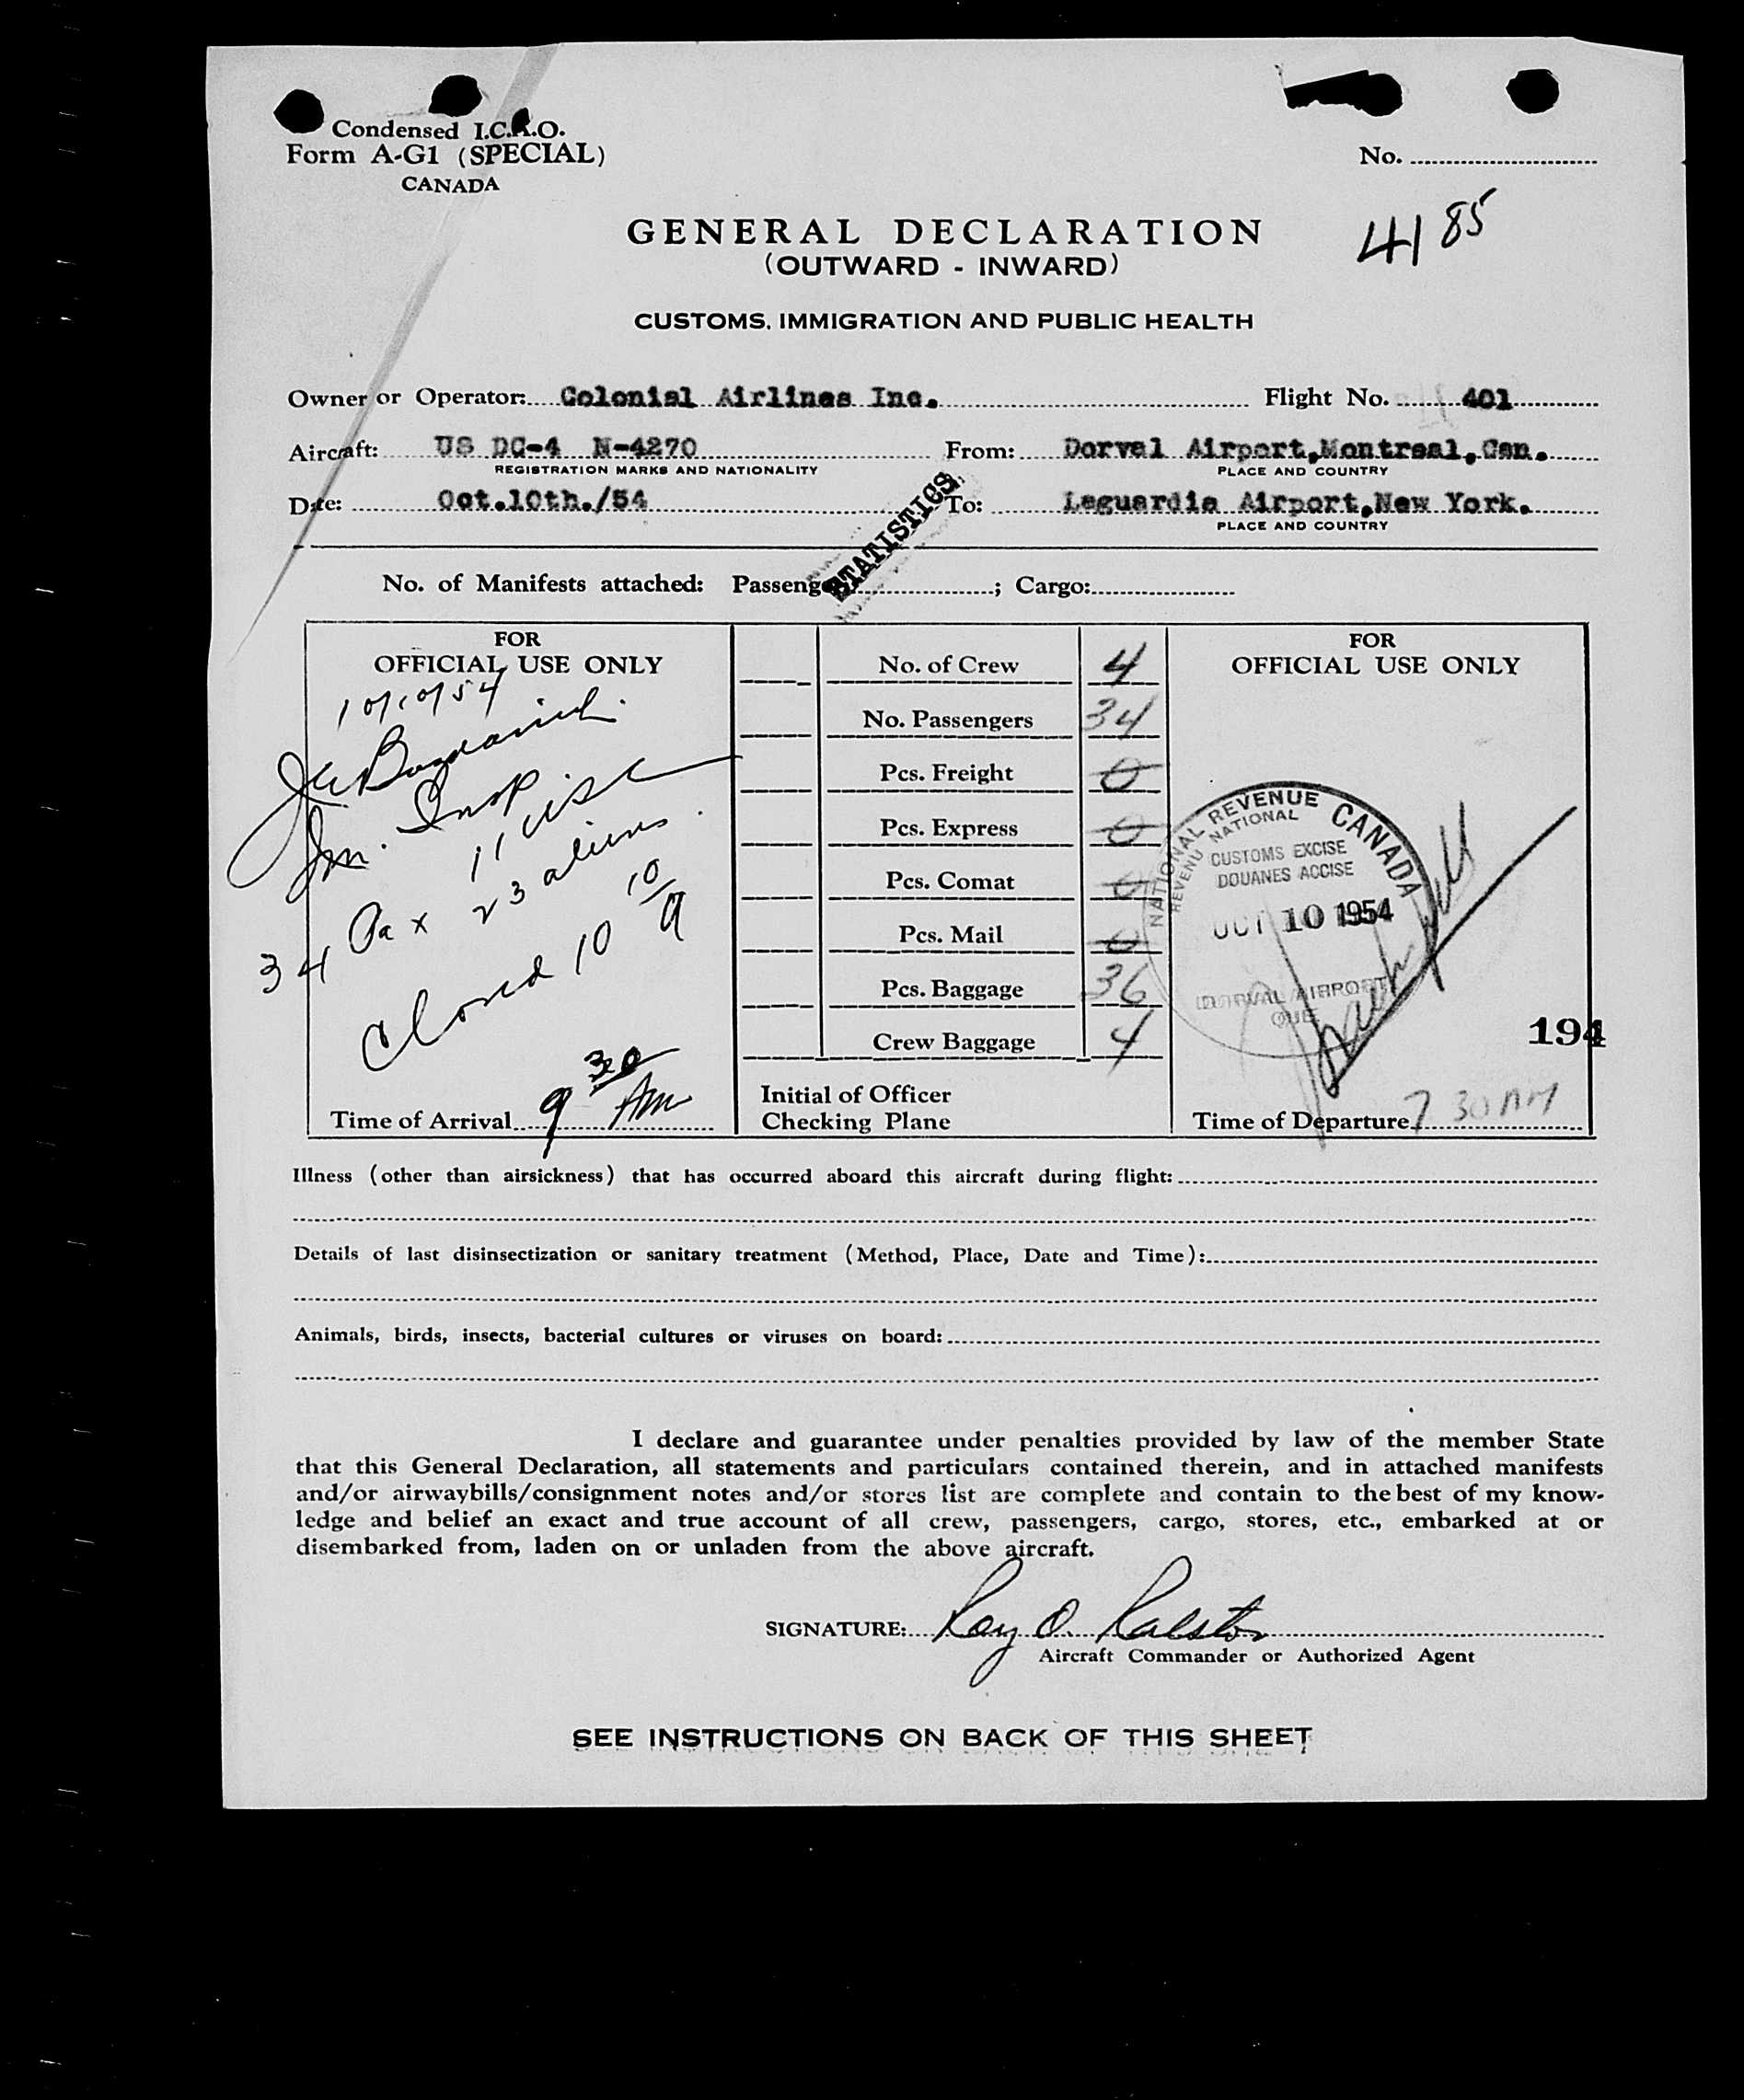 Condensed I.C.A.O.
Form A-G1 (SPECIAL)
CANADA
No.
4185
GENERAL DECLARATION
(OUTWARD - INWARD)
CUSTOMS, IMMIGRATION AND PUBLIC HEALTH
Owner or Operator: Colonial Airlines Inc. Flight No. 401
Aircraft: US DC-4 N-4270 From: Dorval Airport,Montreal,Can.
REGISTRATION MARKS AND NATIONALITY PLACE AND COUNTRY
Date: Oct.10th./54 To: Laguardia Airport,New York.
PLACE AND COUNTRY
STATISTICS
No. of Manifests attached: Passenger ; Cargo:
FOR
OFFICIAL USE ONLY
10/10/54
Im. Insp
11 USC
34 Pax 23 aliens.
Closed 10 10/a
Time of Arrival 9 30 Am
No. of Crew 4
No. Passengers 34
Pcs. Freight 0
Pcs. Express 0
Pcs. Comat 0
Pcs. Mail 0
Pcs. Baggage 36
Crew Baggage 4
Initial of Officer
Checking Plane
FOR
OFFICIAL USE ONLY
NATIONAL REVENUE CANADA
REVENU NATIONAL
CUSTOMS EXCISE
DOUANES ACCISE
OCT 10 1954
DORVAL AIRPORT
QUE.
194
Time of Departure 7 30 AM
Illness (other than airsickness) that has occurred aboard this aircraft during flight:
Details of last disinsectization or sanitary treatment (Method, Place, Date and Time):
Animals, birds, insects, bacterial cultures or viruses on board:
I declare and guarantee under penalties provided by law of the member State
that this General Declaration, all statements and particulars contained therein, and in attached manifests
and/or airwaybills/consignment notes and/or stores list are complete and contain to the best of my know-
ledge and belief an exact and true account of all crew, passengers, cargo, stores, etc., embarked at or
disembarked from, laden on or unladen from the above aircraft.
SIGNATURE: Roy O. Ralston
Aircraft Commander or Authorized Agent
SEE INSTRUCTIONS ON BACK OF THIS SHEET